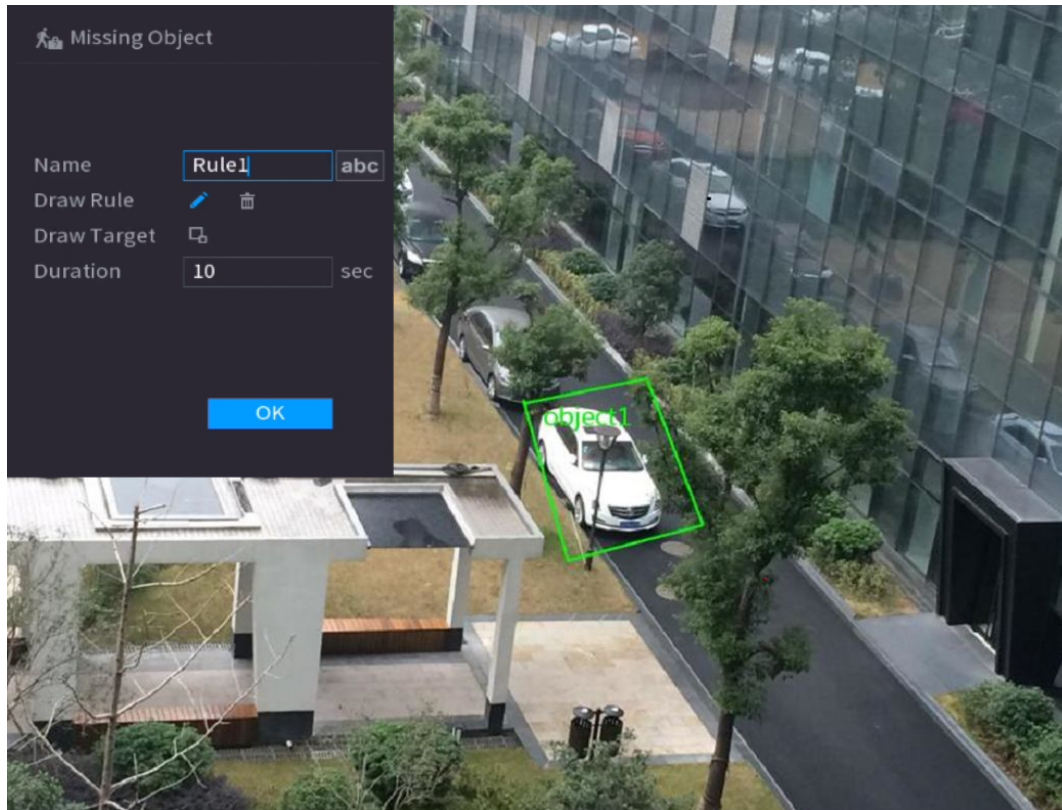 Missing Object
Name Rule1 abc
Draw Rule
Draw Target
Duration 10 sec
OK
object1